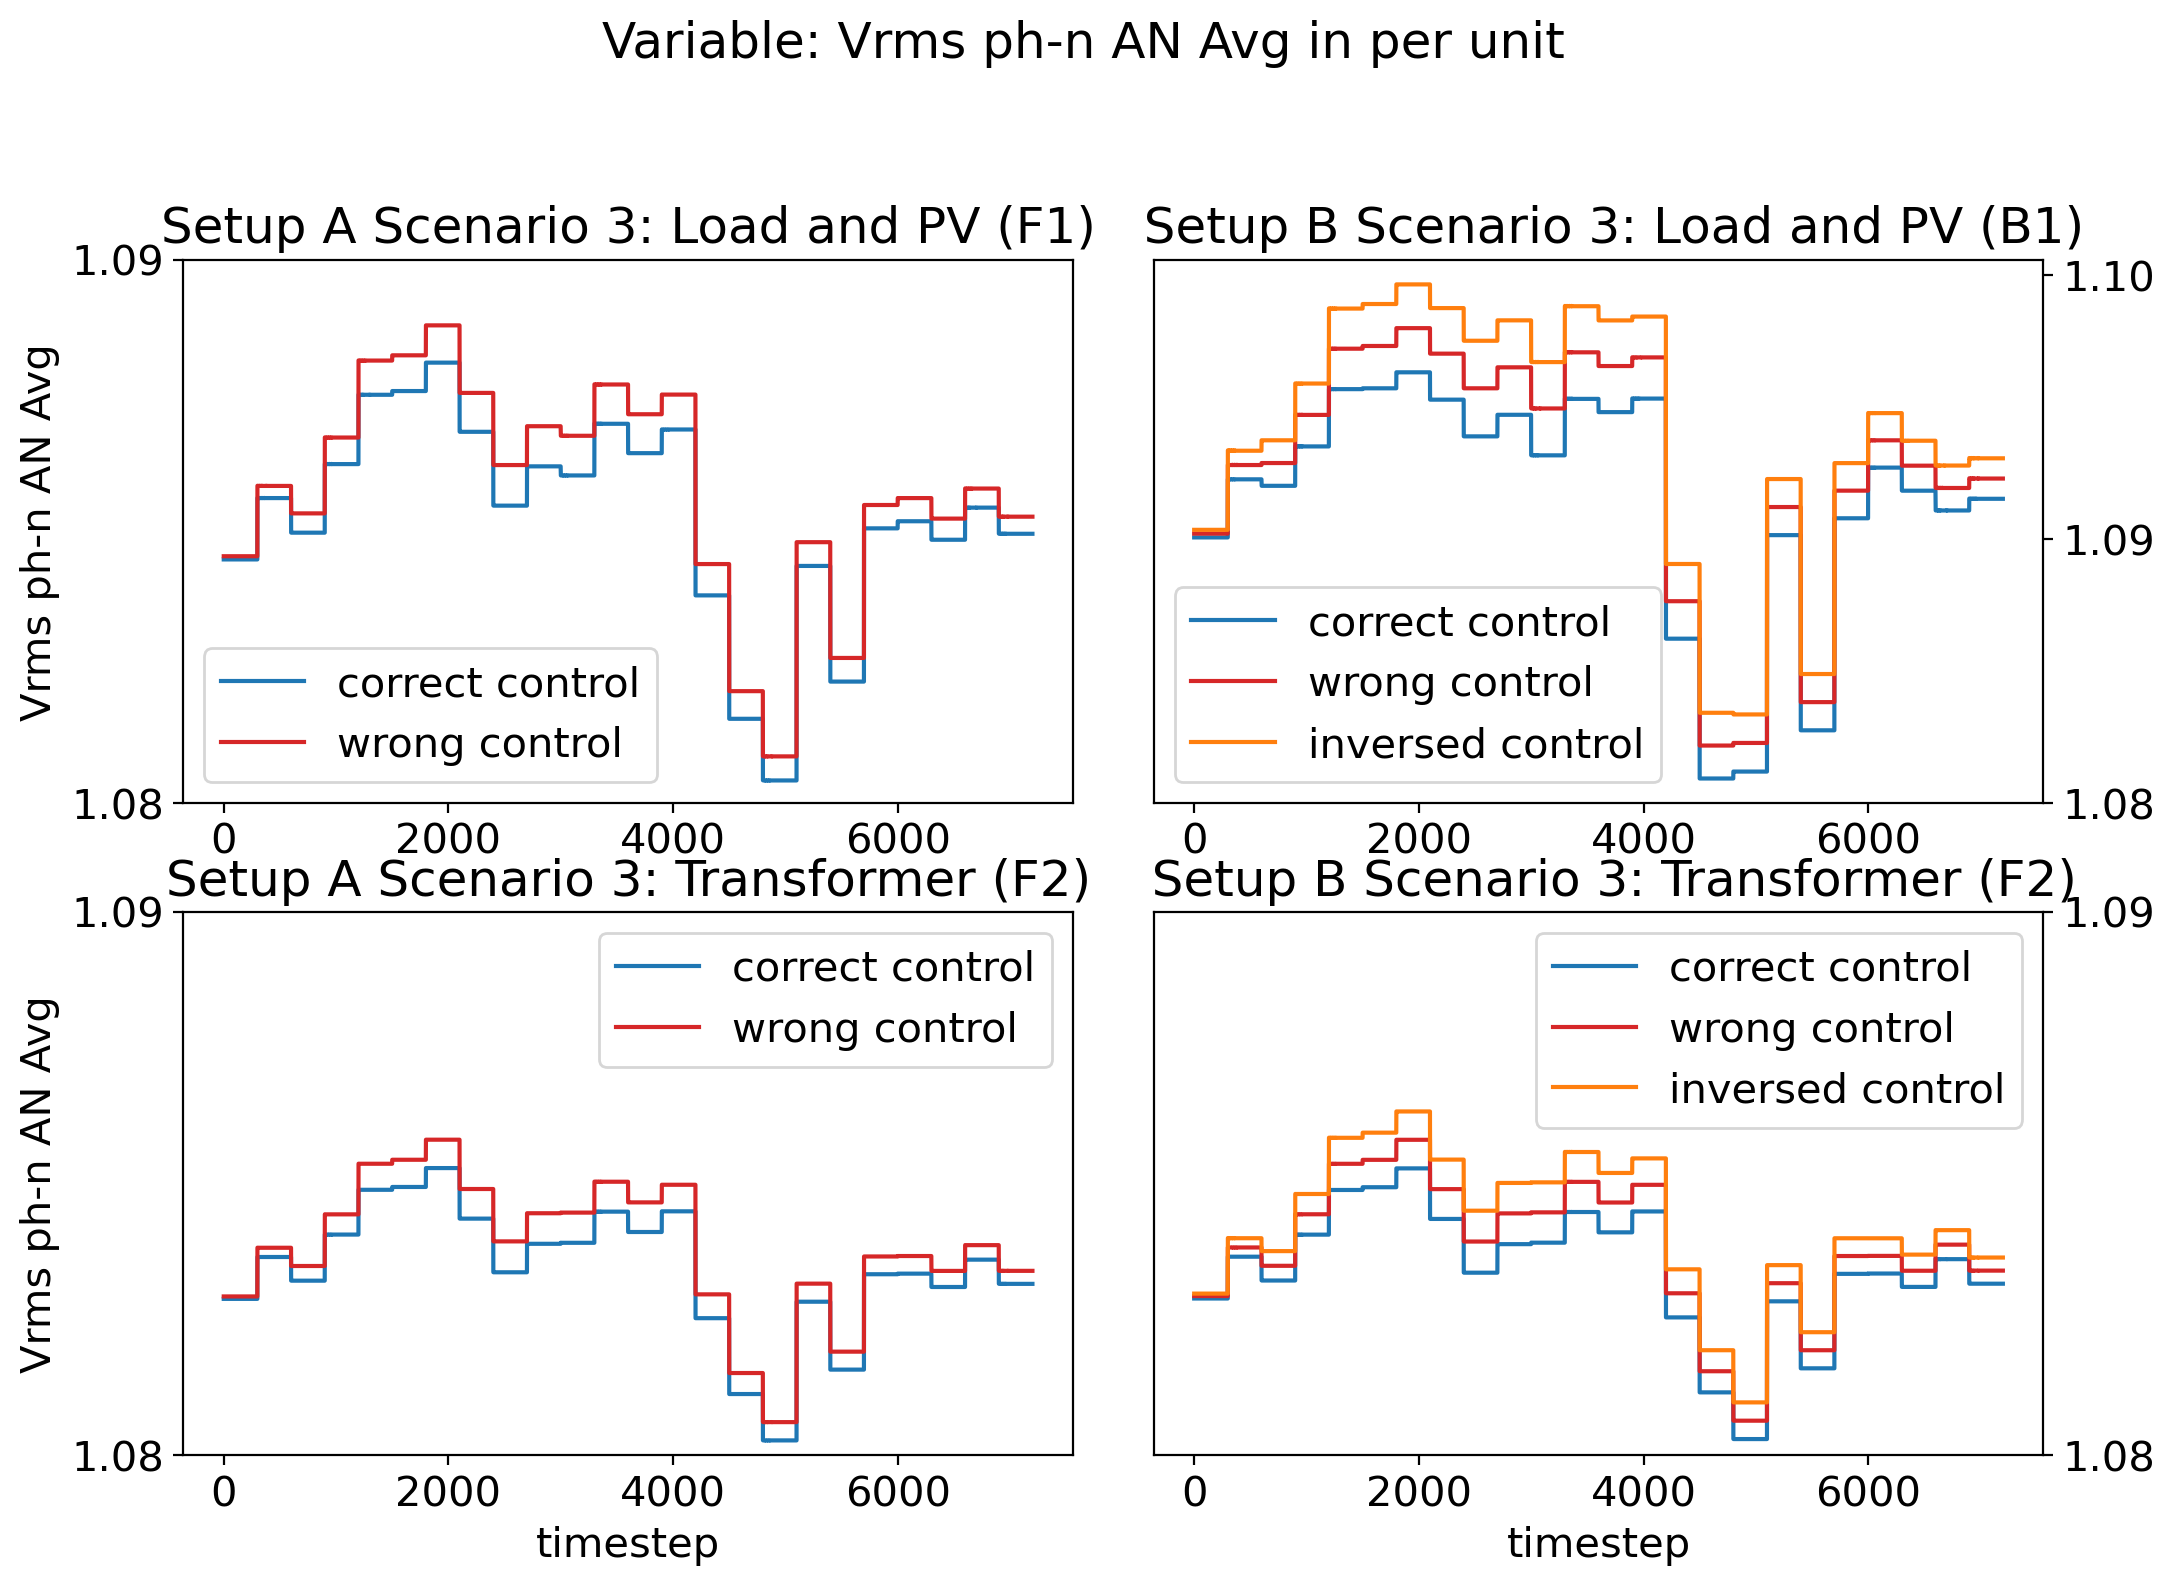 Variable: Vrms ph-n AN Avg in per unit
Setup A Scenario 3: Load and PV (F1)
1.09
Vrms ph-n AN Avg
correct control
wrong control
1.08
0 2000 4000 6000
Setup B Scenario 3: Load and PV (B1)
1.10
1.09
correct control
wrong control
inversed control
1.08
0 2000 4000 6000
Setup A Scenario 3: Transformer (F2)
1.09
Vrms ph-n AN Avg
correct control
wrong control
1.08
0 2000 4000 6000
timestep
Setup B Scenario 3: Transformer (F2)
1.09
correct control
wrong control
inversed control
1.08
0 2000 4000 6000
timestep